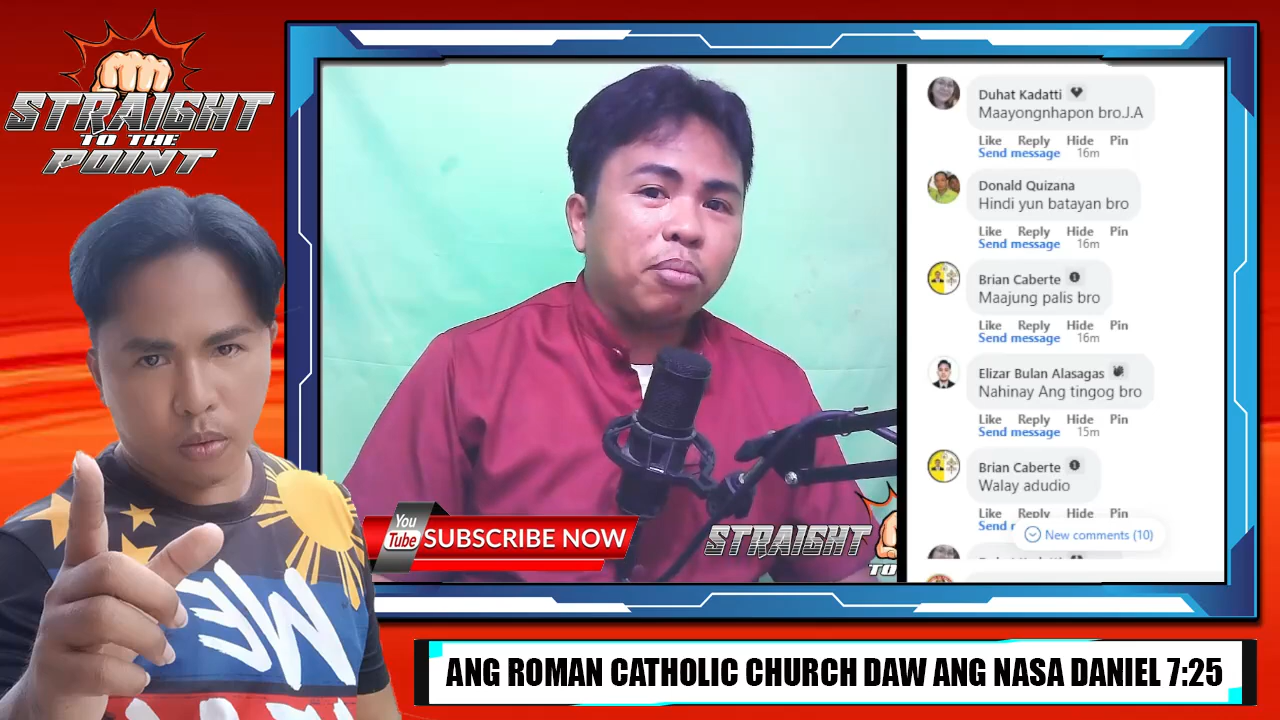 STRAIGHT
TO THE
POINT
Duhat Kadatti
Maayongnhapon bro.J.A
Like Reply Hide Pin
Send message 16m
Donald Quizana
Hindi yun batayan bro
Like Reply Hide Pin
Send message 16m
Brian Caberte
Maajung palis bro
Like Reply Hide Pin
Send message 16m
Elizar Bulan Alasagas
Nahinay Ang tingog bro
Like Reply Hide Pin
Send message 15m
Brian Caberte
Walay adudio
Like Reply Hide Pin
Send
New comments (10)
You
Tube
SUBSCRIBE NOW
STRAIGHT
TO
ME
ANG ROMAN CATHOLIC CHURCH DAW ANG NASA DANIEL 7:25